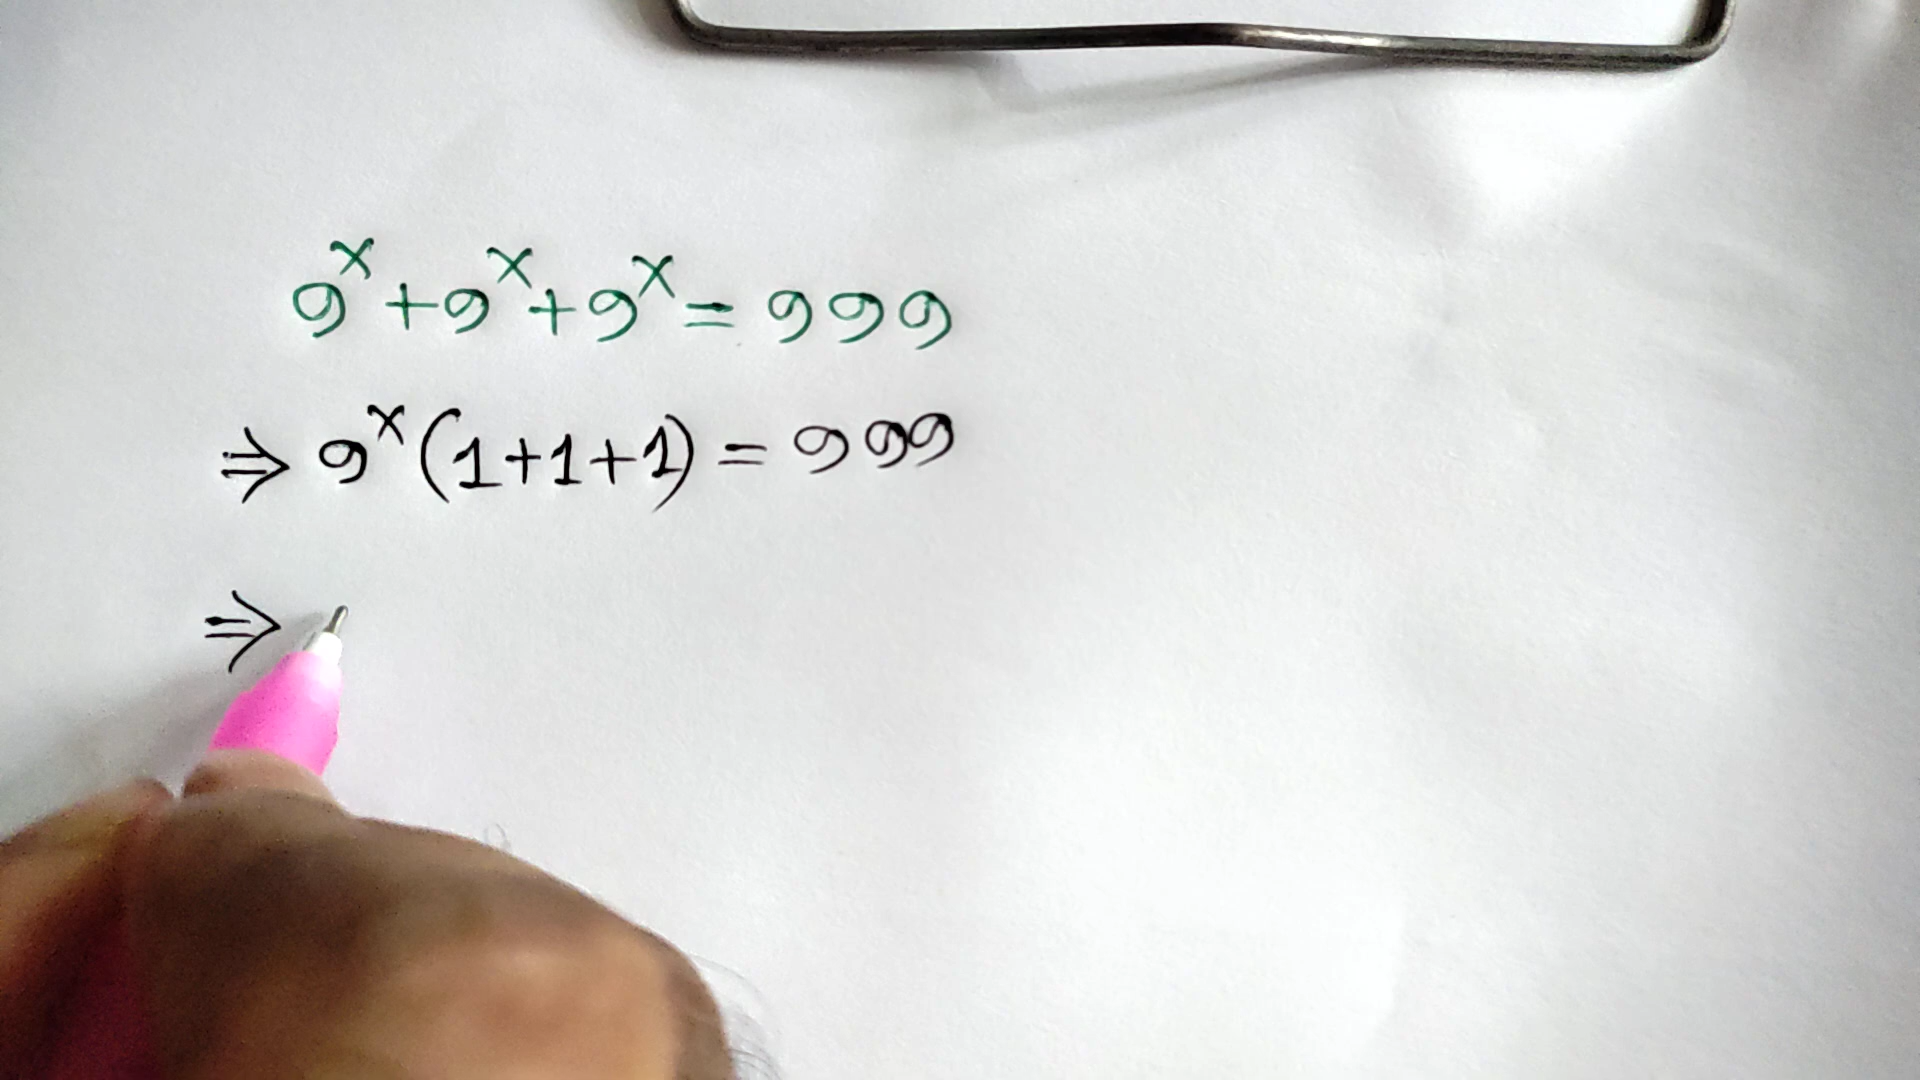 9^x + 9^x + 9^x = 999
⇒ 9^x (1+1+1) = 999
⇒